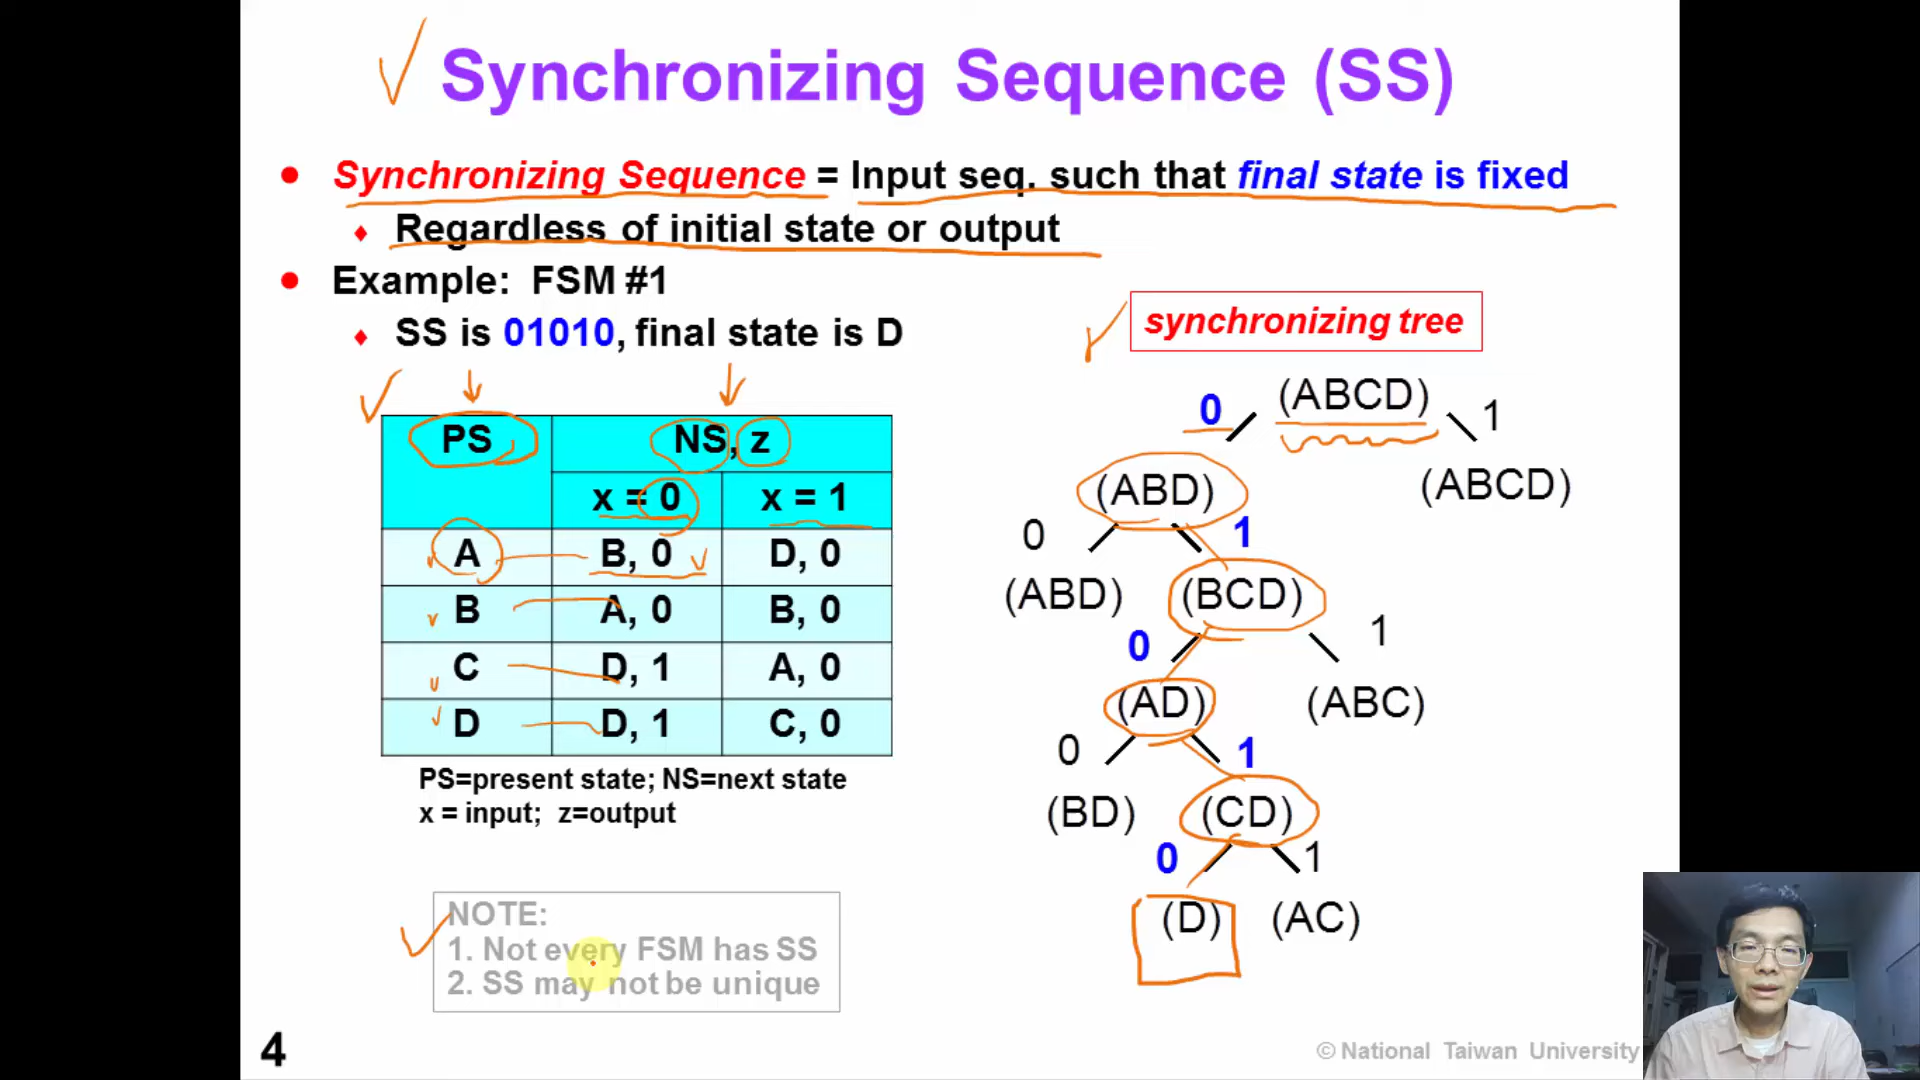 Synchronizing Sequence (SS)
Synchronizing Sequence = Input seq. such that final state is fixed
Regardless of initial state or output
Example: FSM #1
SS is 01010, final state is D
PS NS, z
x = 0 x = 1
A B, 0 D, 0
B A, 0 B, 0
C D, 1 A, 0
D D, 1 C, 0
PS=present state; NS=next state
x = input; z=output
NOTE:
1. Not every FSM has SS
2. SS may not be unique
synchronizing tree
0 (ABCD) 1
(ABD) (ABCD)
0 1
(ABD) (BCD)
0 1
(AD) (ABC)
0 1
(BD) (CD)
0 1
(D) (AC)
4
© National Taiwan University